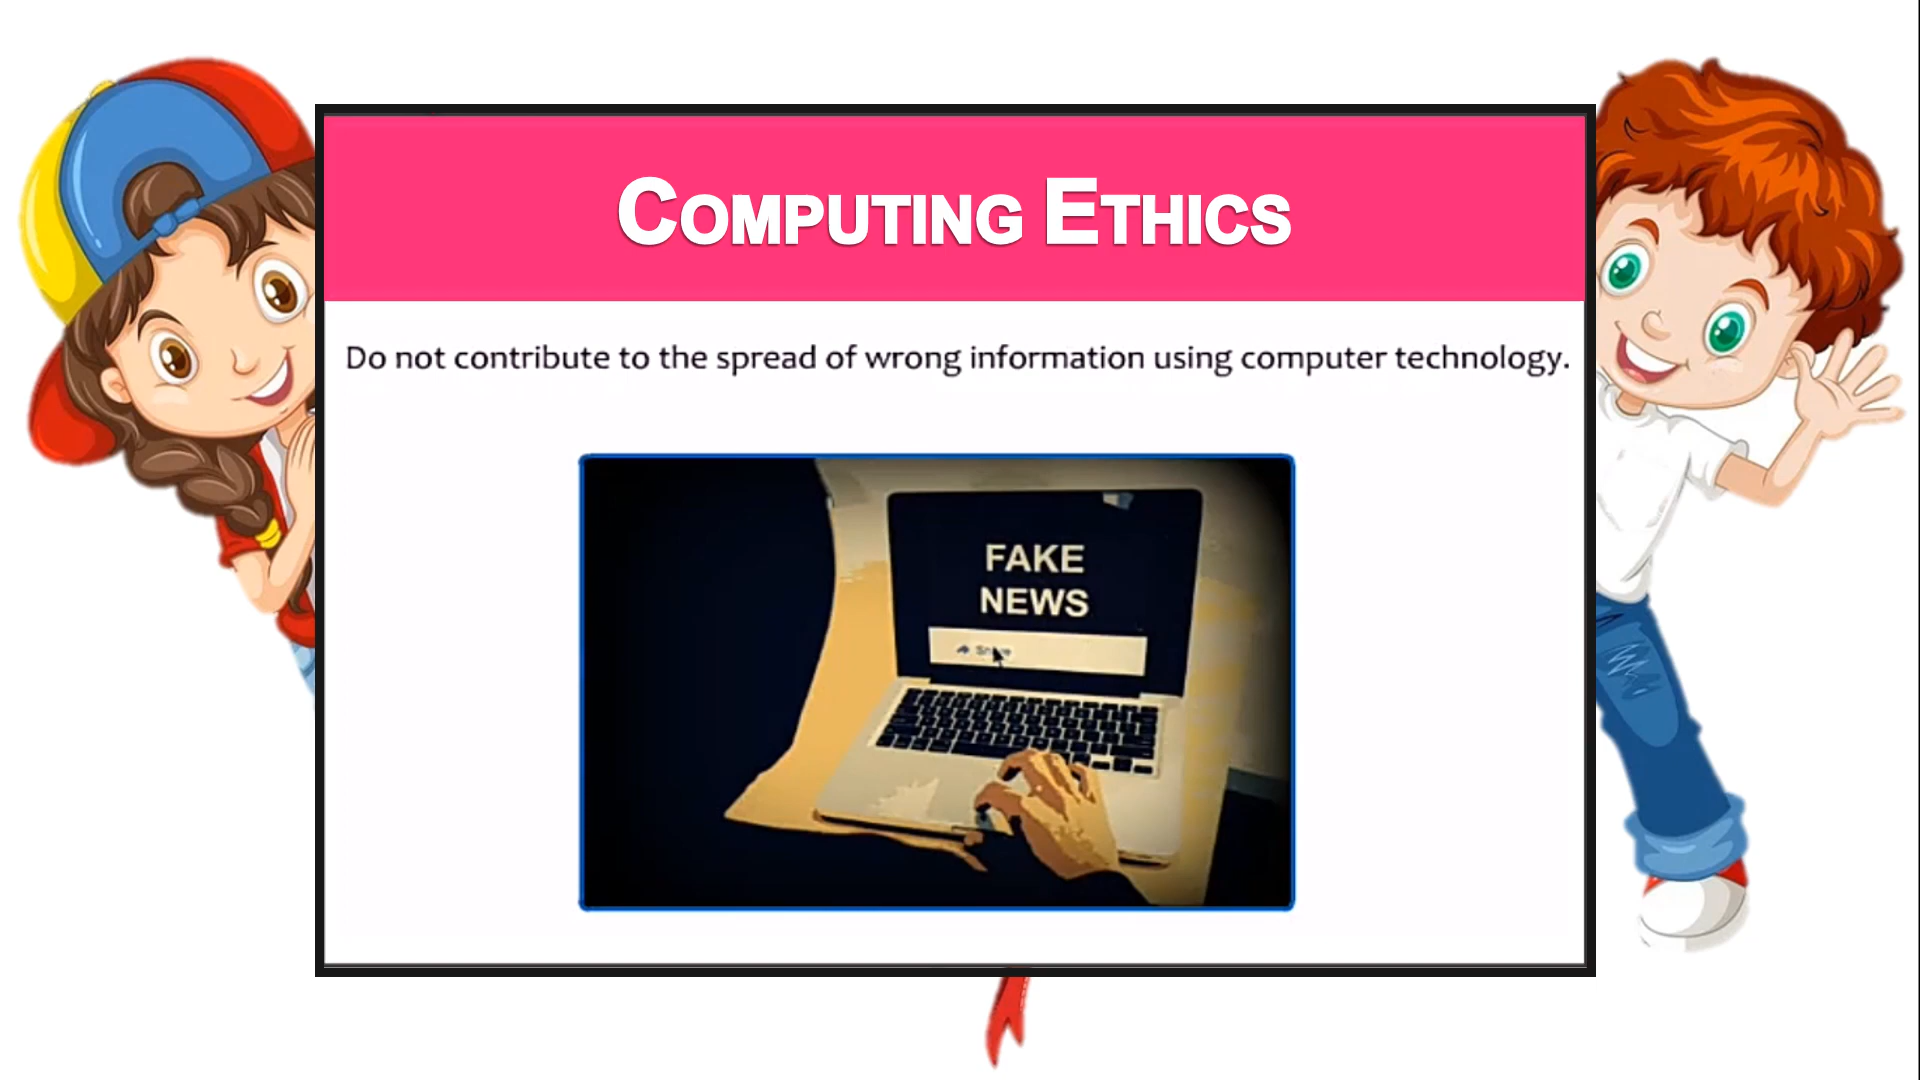 COMPUTING ETHICS
Do not contribute to the spread of wrong information using computer technology.
FAKE
NEWS